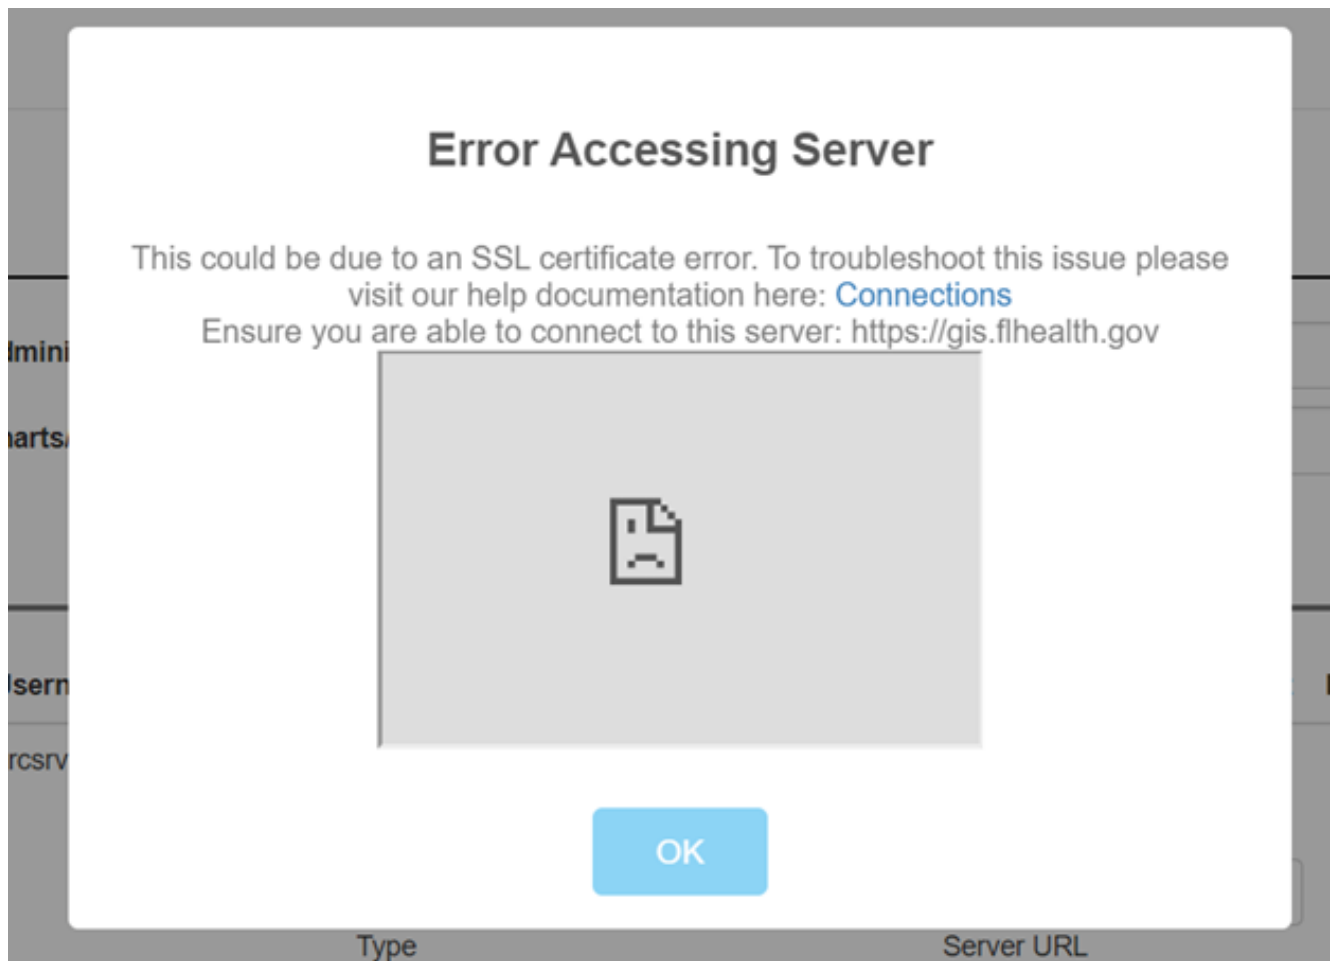 Error Accessing Server
This could be due to an SSL certificate error. To troubleshoot this issue please
visit our help documentation here: Connections
Ensure you are able to connect to this server: https://gis.flhealth.gov
OK
Type Server URL